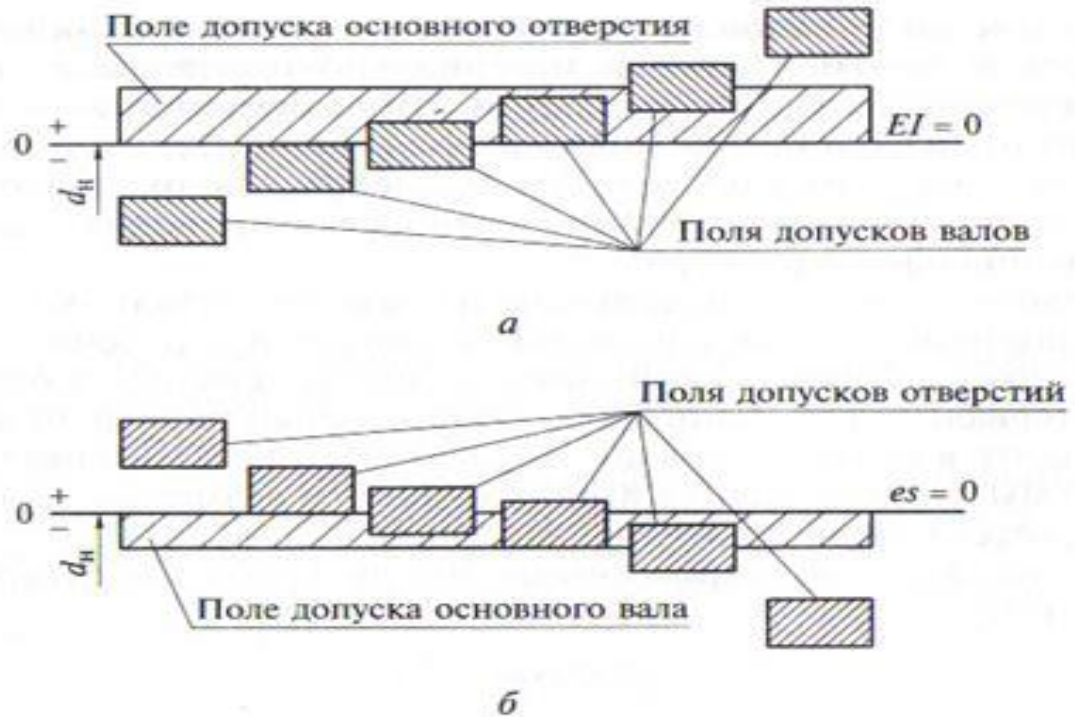 Поле допуска основного отверстия
+
0
−
EI = 0
dн
Поля допусков валов
а
Поля допусков отверстий
+
0
−
es = 0
dн
Поле допуска основного вала
б